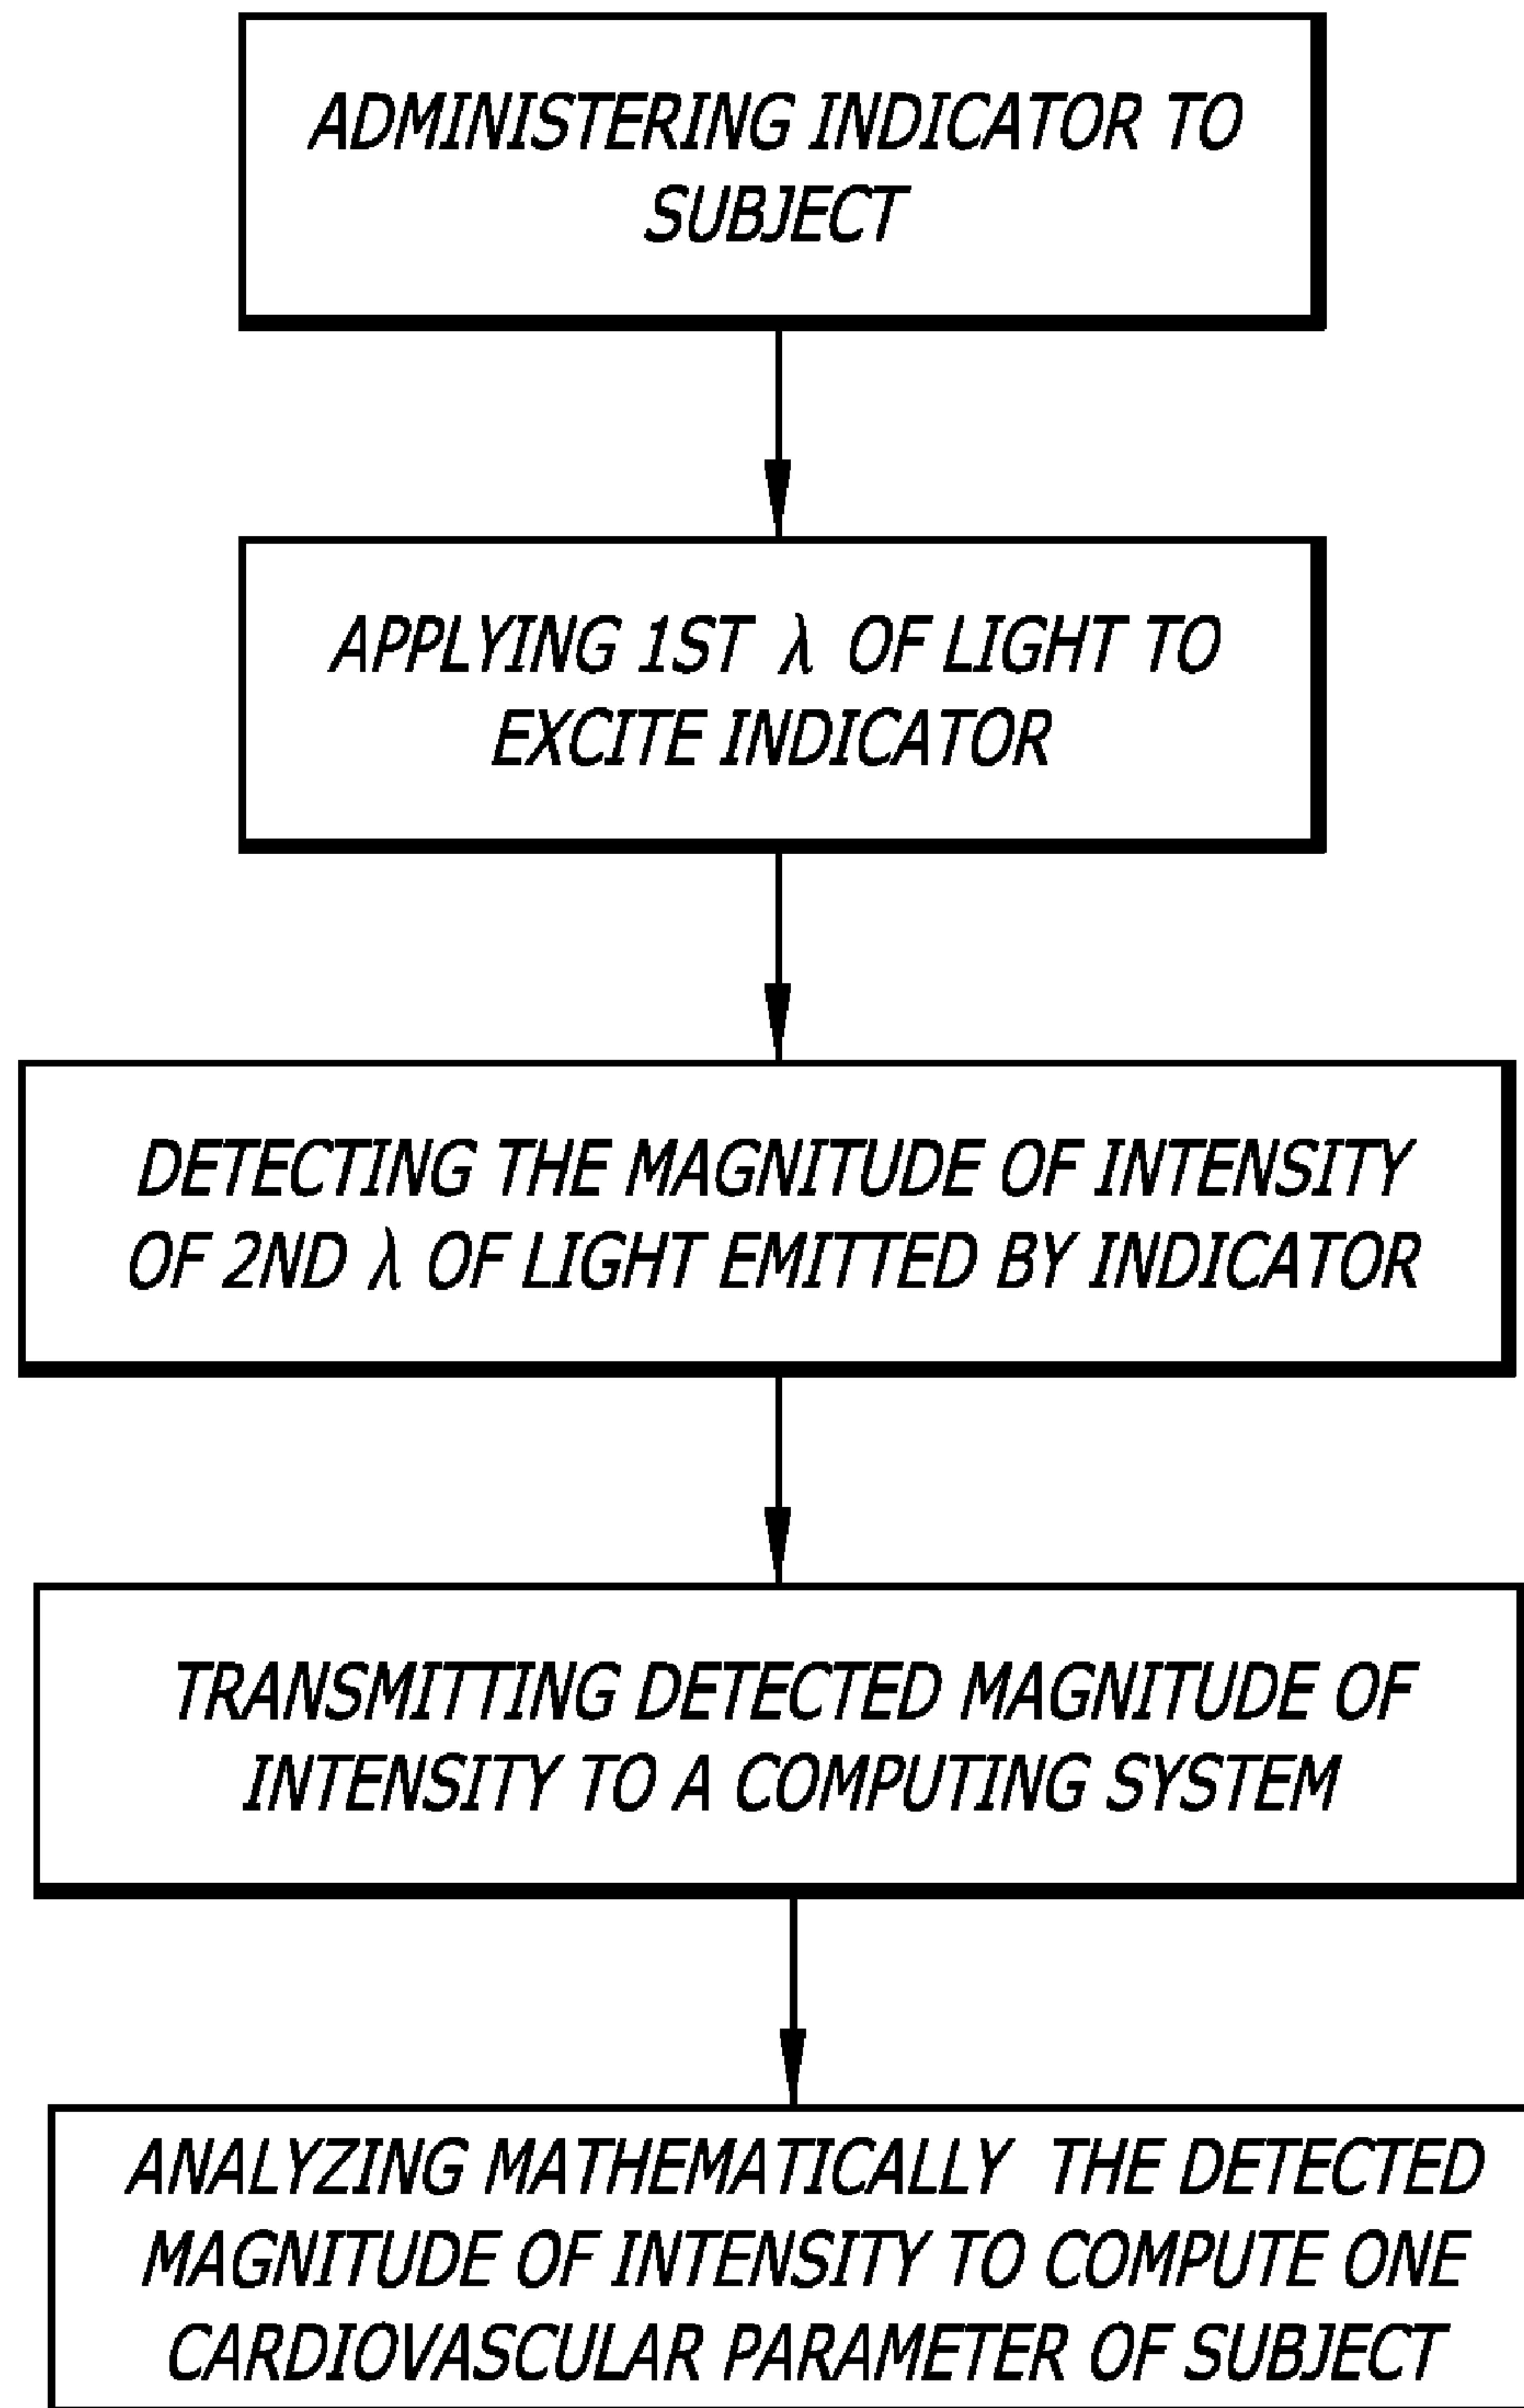 ADMINISTERING INDICATOR TO
SUBJECT
APPLYING 1ST λ OF LIGHT TO
EXCITE INDICATOR
DETECTING THE MAGNITUDE OF INTENSITY
OF 2ND λ OF LIGHT EMITTED BY INDICATOR
TRANSMITTING DETECTED MAGNITUDE OF
INTENSITY TO A COMPUTING SYSTEM
ANALYZING MATHEMATICALLY THE DETECTED
MAGNITUDE OF INTENSITY TO COMPUTE ONE
CARDIOVASCULAR PARAMETER OF SUBJECT